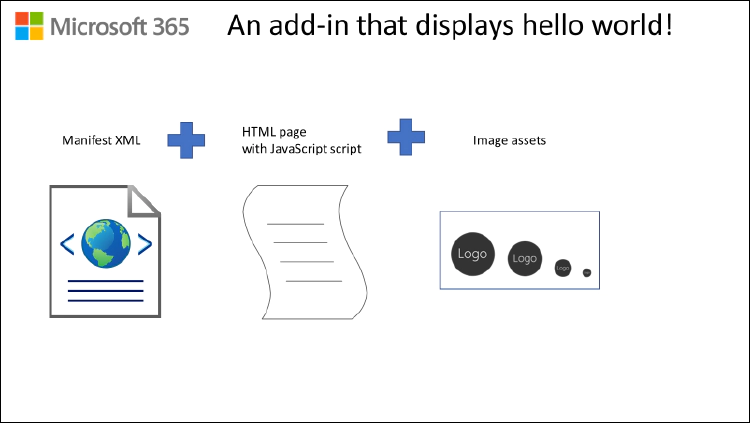 Microsoft 365
An add-in that displays hello world!
Manifest XML
HTML page
with JavaScript script
Image assets
Logo
Logo
Logo